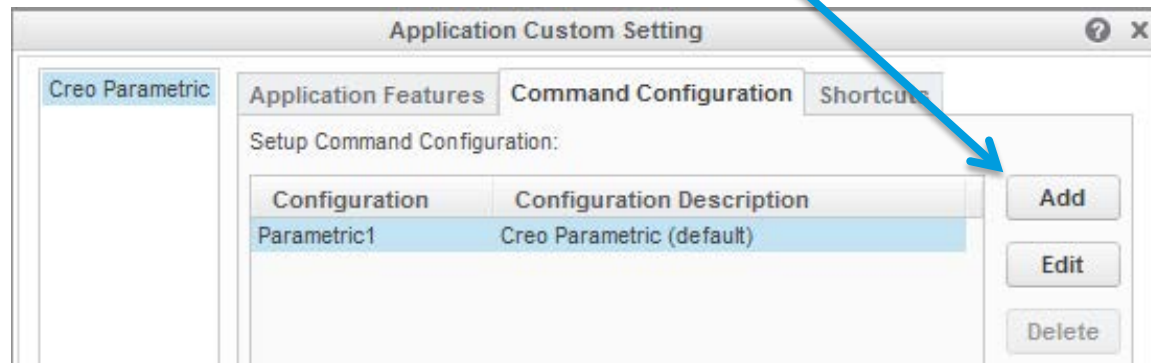 Application Custom Setting
Creo Parametric
Application Features Command Configuration Shortcuts
Setup Command Configuration:
Configuration Configuration Description
Add
Parametric1 Creo Parametric (default)
Edit
Delete